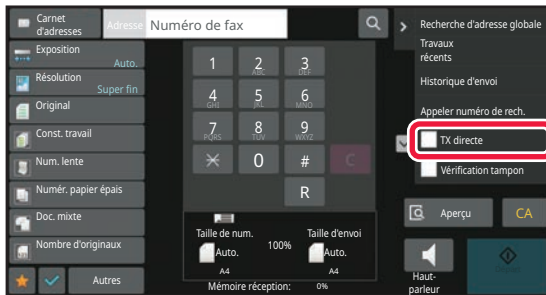 Carnet
d'adresses
Adresse
Numéro de fax
Exposition
Auto.
Résolution
Super fin
Original
Const. travail
Num. lente
Numér. papier
épais
Doc. mixte
Nombre d'originaux
Autres
1
2
ABC
3
DEF
4
GHI
5
JKL
6
MNO
7
PQRS
8
TUV
9
WXYZ
0
#
C
R
Taille de num.
Auto.
A4
100%
Taille d'envoi
Auto.
A4
Mémoire réception: 0%
Recherche d'adresse globale
Travaux
récents
Historique d'envoi
Appeler numéro de rech.
TX directe
Vérification tampon
Aperçu
CA
Haut-
parleur
Départ